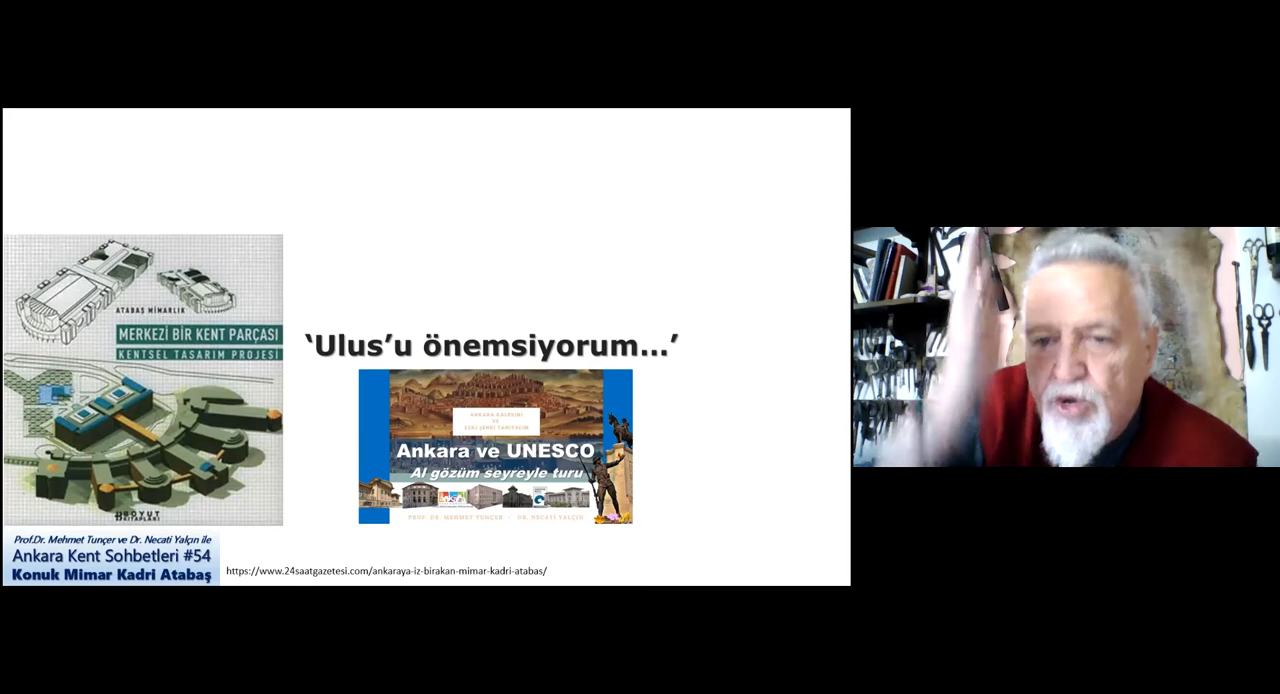 ATABAŞ MİMARLIK
MERKEZİ BİR KENT PARÇASI
KENTSEL TASARIM PROJESİ
BOYUT
KİTAPLARI
‘Ulus’u önemsiyorum...’
ANKARA KALESİNİ
VE
ESKİ ŞEHRİ TANIYALIM
Ankara ve UNESCO
Al gözüm seyreyle turu
PROF. DR. MEHMET TUNÇER - DR. NECATİ YALÇIN
Prof.Dr. Mehmet Tunçer ve Dr. Necati Yalçın ile
Ankara Kent Sohbetleri #54
Konuk Mimar Kadri Atabaş
https://www.24saatgazetesi.com/ankaraya-iz-birakan-mimar-kadri-atabas/